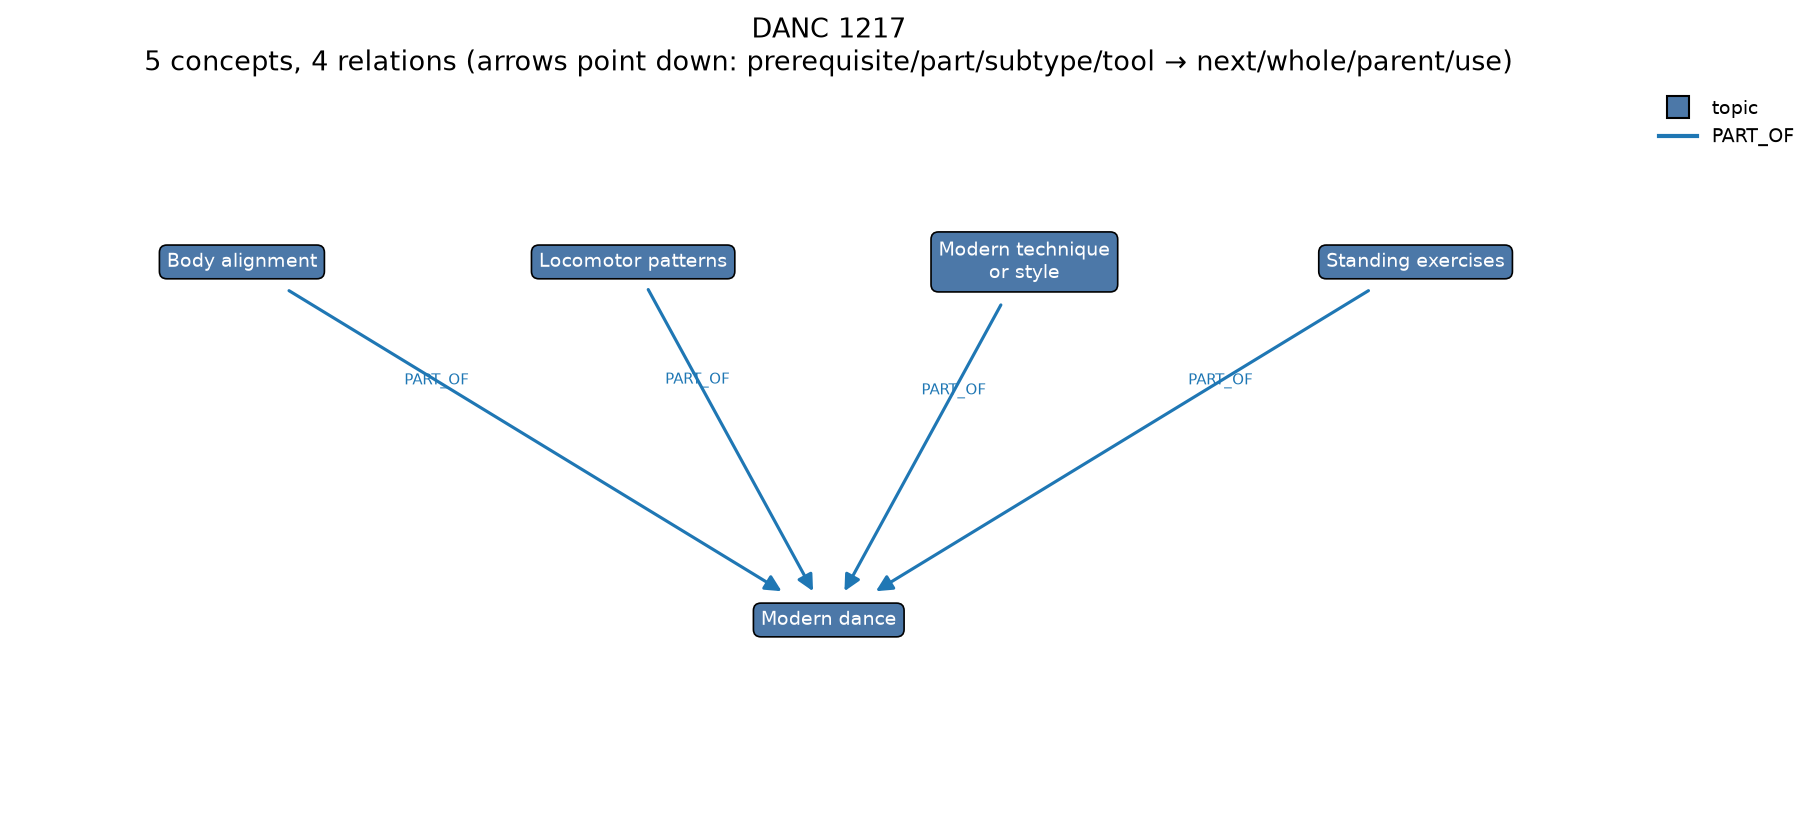 DANC 1217
5 concepts, 4 relations (arrows point down: prerequisite/part/subtype/tool → next/whole/parent/use)
topic
PART_OF
Body alignment
Locomotor patterns
Modern technique
or style
Standing exercises
PART_OF
PART_OF
PART_OF
PART_OF
Modern dance